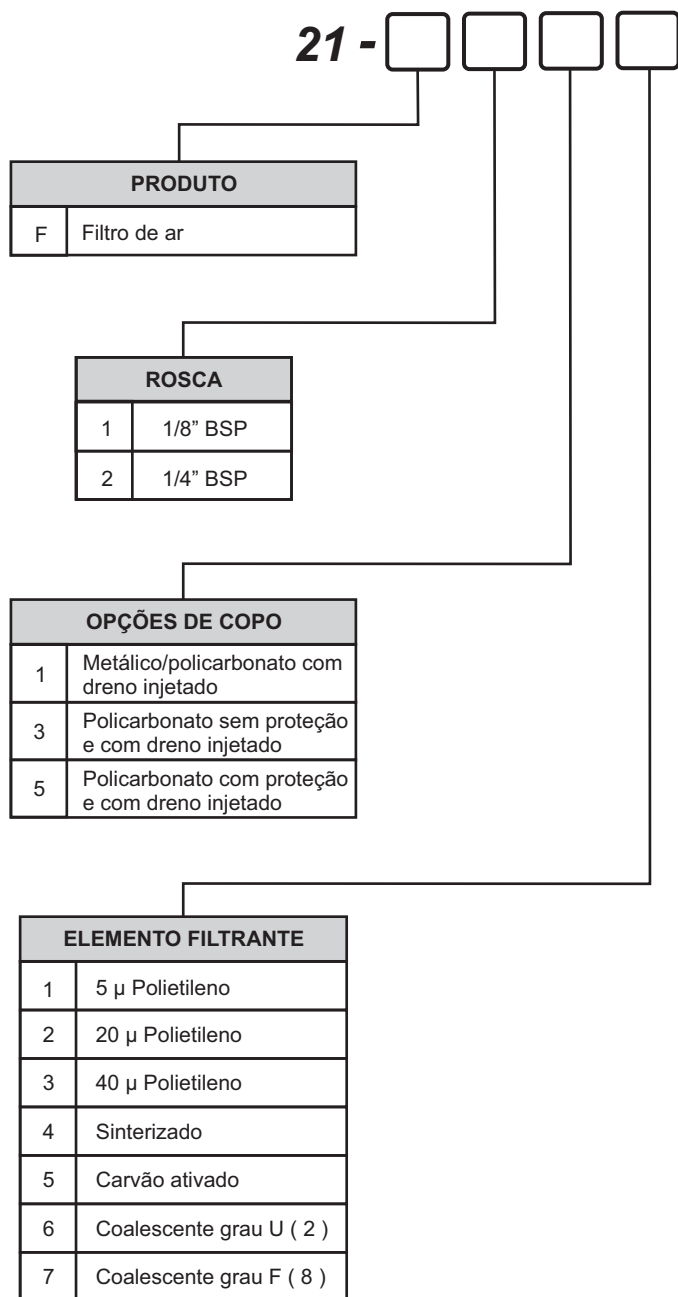 21 -
PRODUTO
F Filtro de ar
ROSCA
1 1/8” BSP
2 1/4” BSP
OPÇÕES DE COPO
1 Metálico/policarbonato com
dreno injetado
3 Policarbonato sem proteção
e com dreno injetado
5 Policarbonato com proteção
e com dreno injetado
ELEMENTO FILTRANTE
1 5 µ Polietileno
2 20 µ Polietileno
3 40 µ Polietileno
4 Sinterizado
5 Carvão ativado
6 Coalescente grau U ( 2 )
7 Coalescente grau F ( 8 )